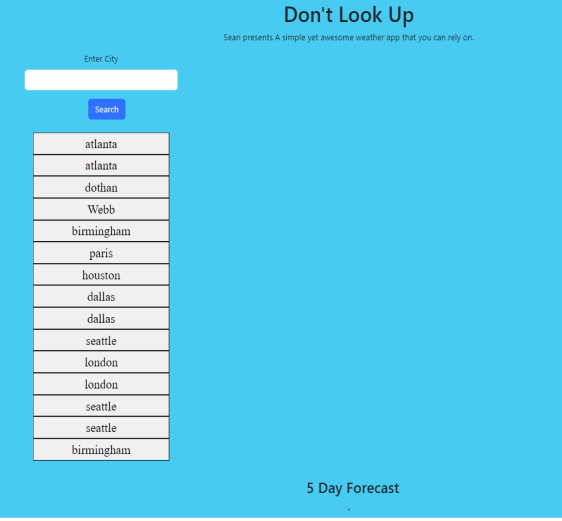 Don't Look Up
Sean presents A simple yet awesome weather app that you can rely on.
Enter City
Search
atlanta
atlanta
dothan
Webb
birmingham
paris
houston
dallas
dallas
seattle
london
london
seattle
seattle
birmingham
5 Day Forecast